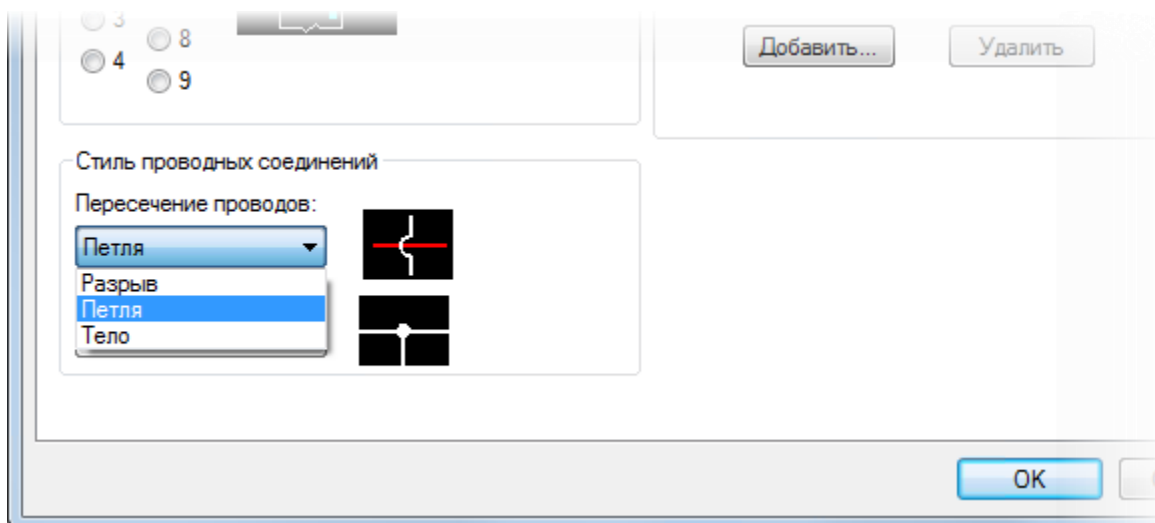 3
8
4
9
Добавить...
Удалить
Стиль проводных соединений
Пересечение проводов:
Петля
Разрыв
Петля
Тело
OK